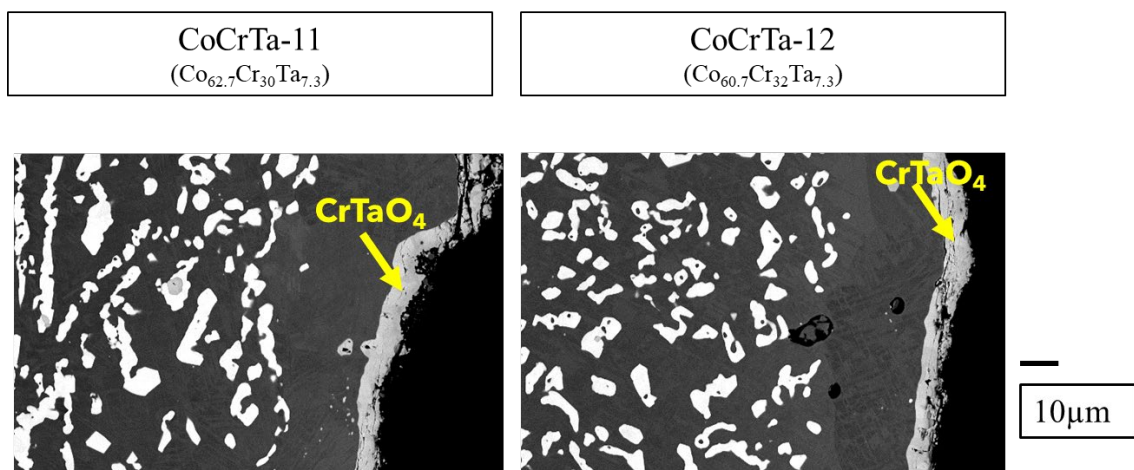 CoCrTa-11
(Co₆₂.₇Cr₃₀Ta₇.₃)
CoCrTa-12
(Co₆₀.₇Cr₃₂Ta₇.₃)
CrTaO₄
CrTaO₄
10µm